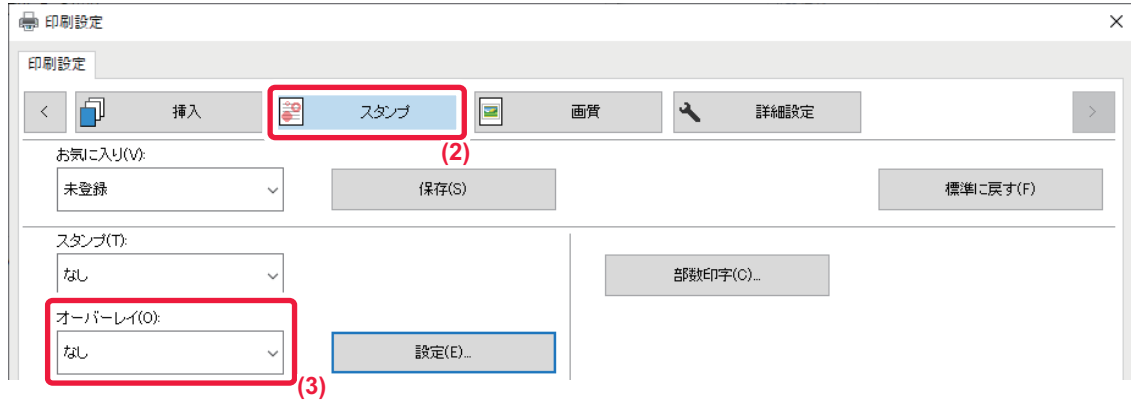 印刷設定
印刷設定
< 挿入 スタンプ 画質 詳細設定 >
(2)
お気に入り(V):
未登録 保存(S) 標準に戻す(F)
スタンプ(T):
なし 部数印字(C)...
オーバーレイ(O):
なし 設定(E)...
(3)